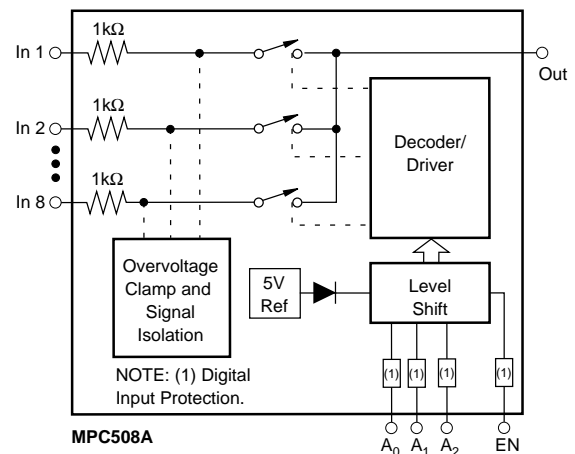 1kΩ
In 1
Out
1kΩ
In 2
Decoder/
Driver
1kΩ
In 8
Overvoltage
Clamp and
Signal
Isolation
5V
Ref
Level
Shift
NOTE: (1) Digital
Input Protection.
(1) (1) (1) (1)
MPC508A
A₀ A₁ A₂ EN